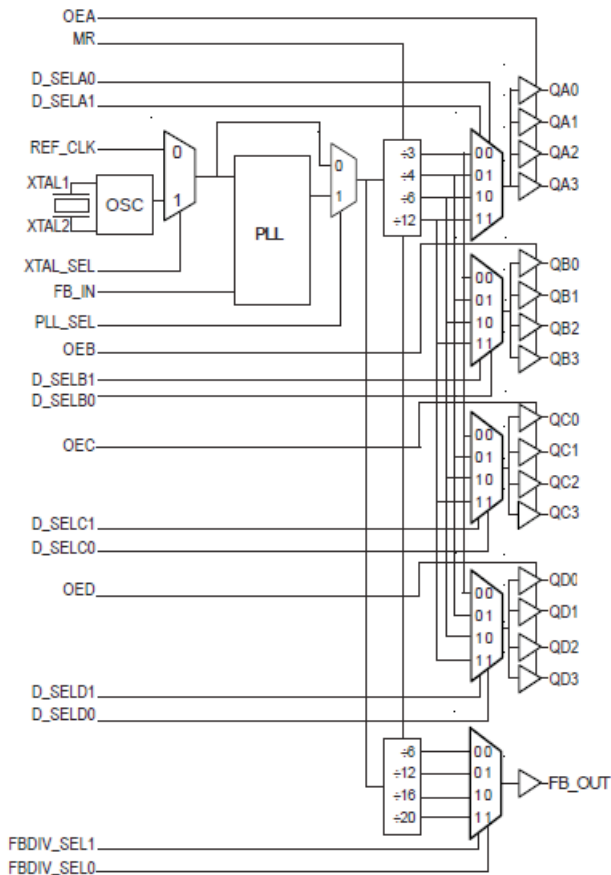 OEA
MR
D_SELA0
D_SELA1
REF_CLK
XTAL1
XTAL2
OSC
0
1
XTAL_SEL
FB_IN
PLL_SEL
PLL
0
1
÷3
÷4
÷6
÷12
00
01
10
11
QA0
QA1
QA2
QA3
OEB
D_SELB1
D_SELB0
00
01
10
11
QB0
QB1
QB2
QB3
OEC
D_SELC1
D_SELC0
00
01
10
11
QC0
QC1
QC2
QC3
OED
D_SELD1
D_SELD0
00
01
10
11
QD0
QD1
QD2
QD3
÷6
÷12
÷16
÷20
00
01
10
11
FB_OUT
FBDIV_SEL1
FBDIV_SEL0